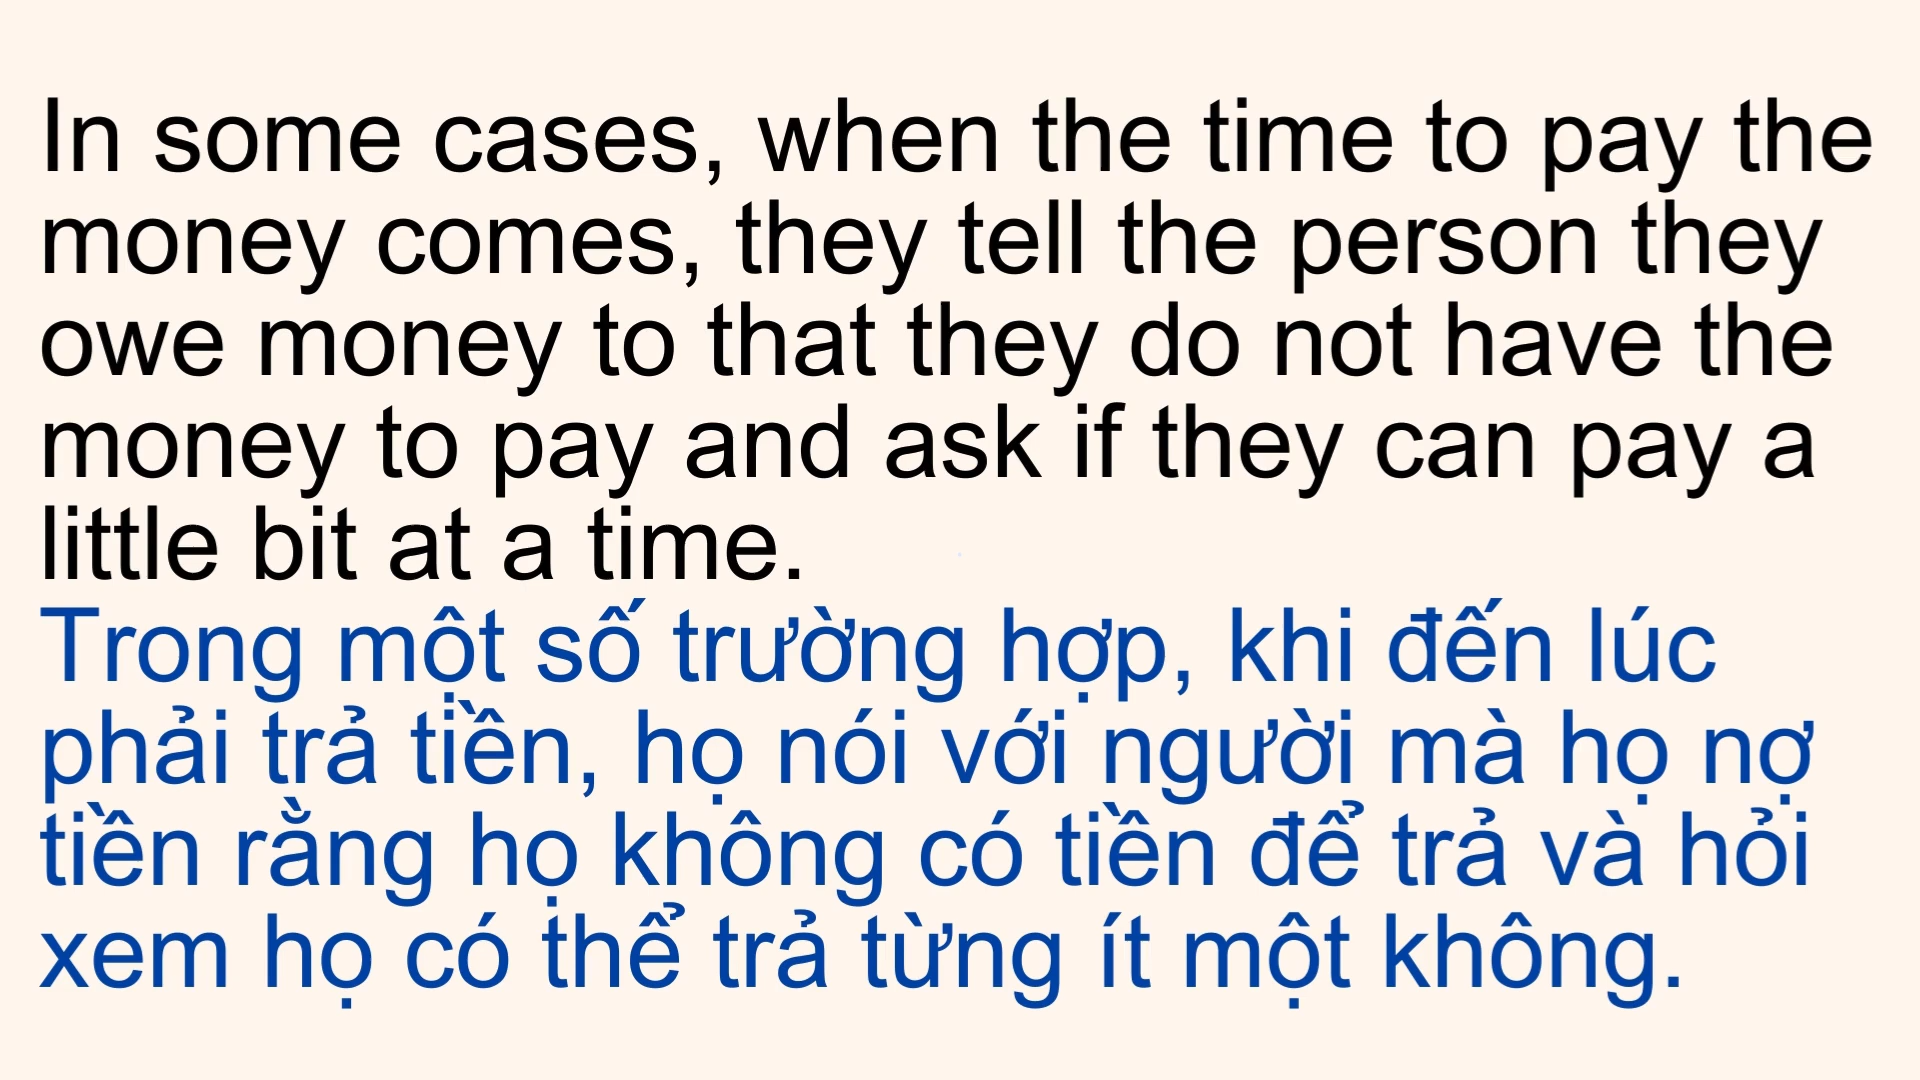 In some cases, when the time to pay the
money comes, they tell the person they
owe money to that they do not have the
money to pay and ask if they can pay a
little bit at a time.
Trong một số trường hợp, khi đến lúc
phải trả tiền, họ nói với người mà họ nợ
tiền rằng họ không có tiền để trả và hỏi
xem họ có thể trả từng ít một không.